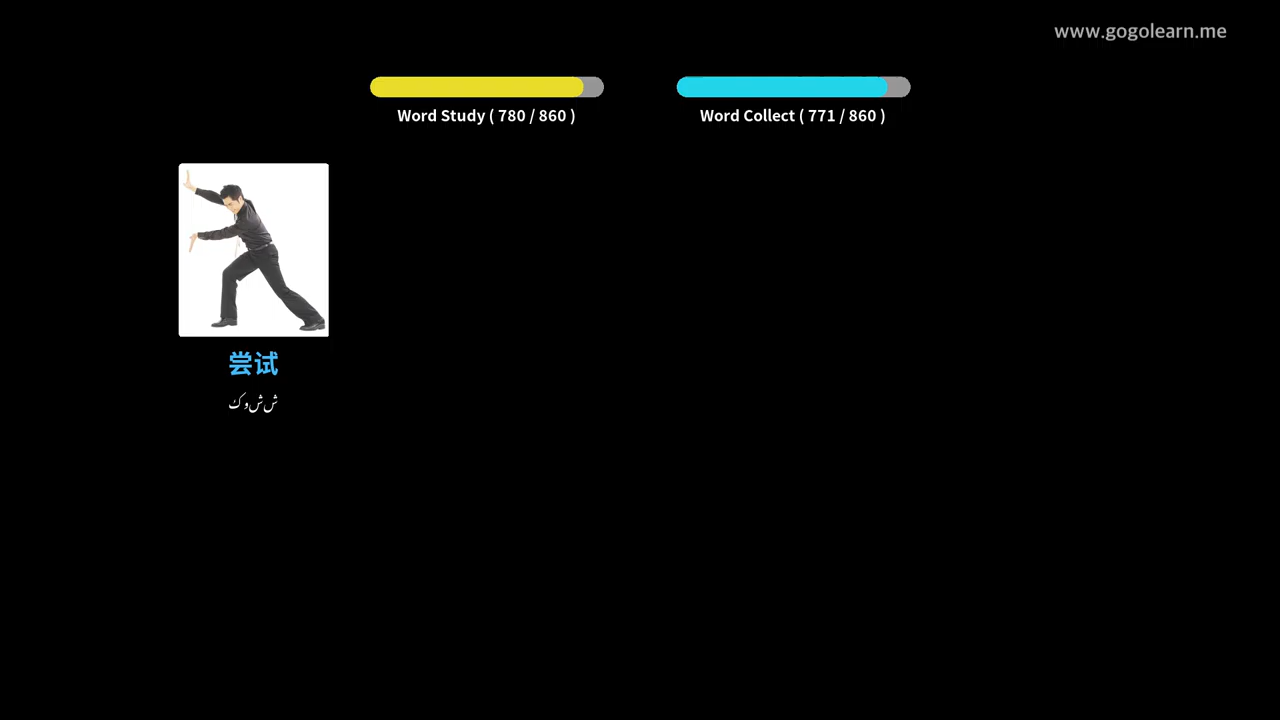 www.gogolearn.me
Word Study ( 780 / 860 )
Word Collect ( 771 / 860 )
尝试
ش ش و ک